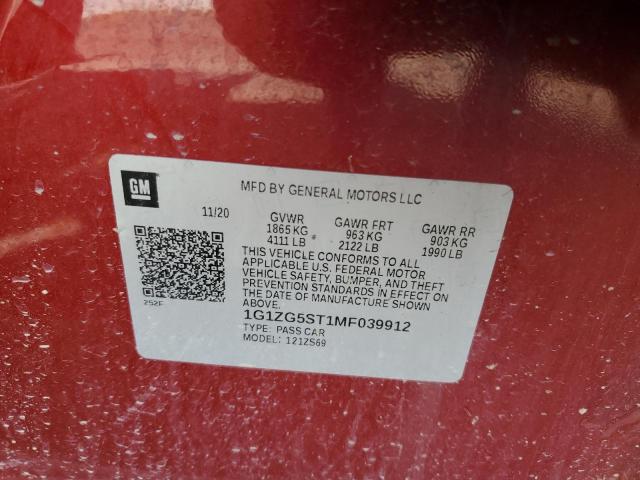 GM
MFD BY GENERAL MOTORS LLC
11/20
GVWR
1865 KG
4111 LB
GAWR FRT
963 KG
2122 LB
GAWR RR
903 KG
1990 LB
THIS VEHICLE CONFORMS TO ALL
APPLICABLE U.S. FEDERAL MOTOR
VEHICLE SAFETY, BUMPER, AND THEFT
PREVENTION STANDARDS IN EFFECT ON
THE DATE OF MANUFACTURE SHOWN
ABOVE.
252F
1G1ZG5ST1MF039912
TYPE: PASS CAR
MODEL: 121ZS69